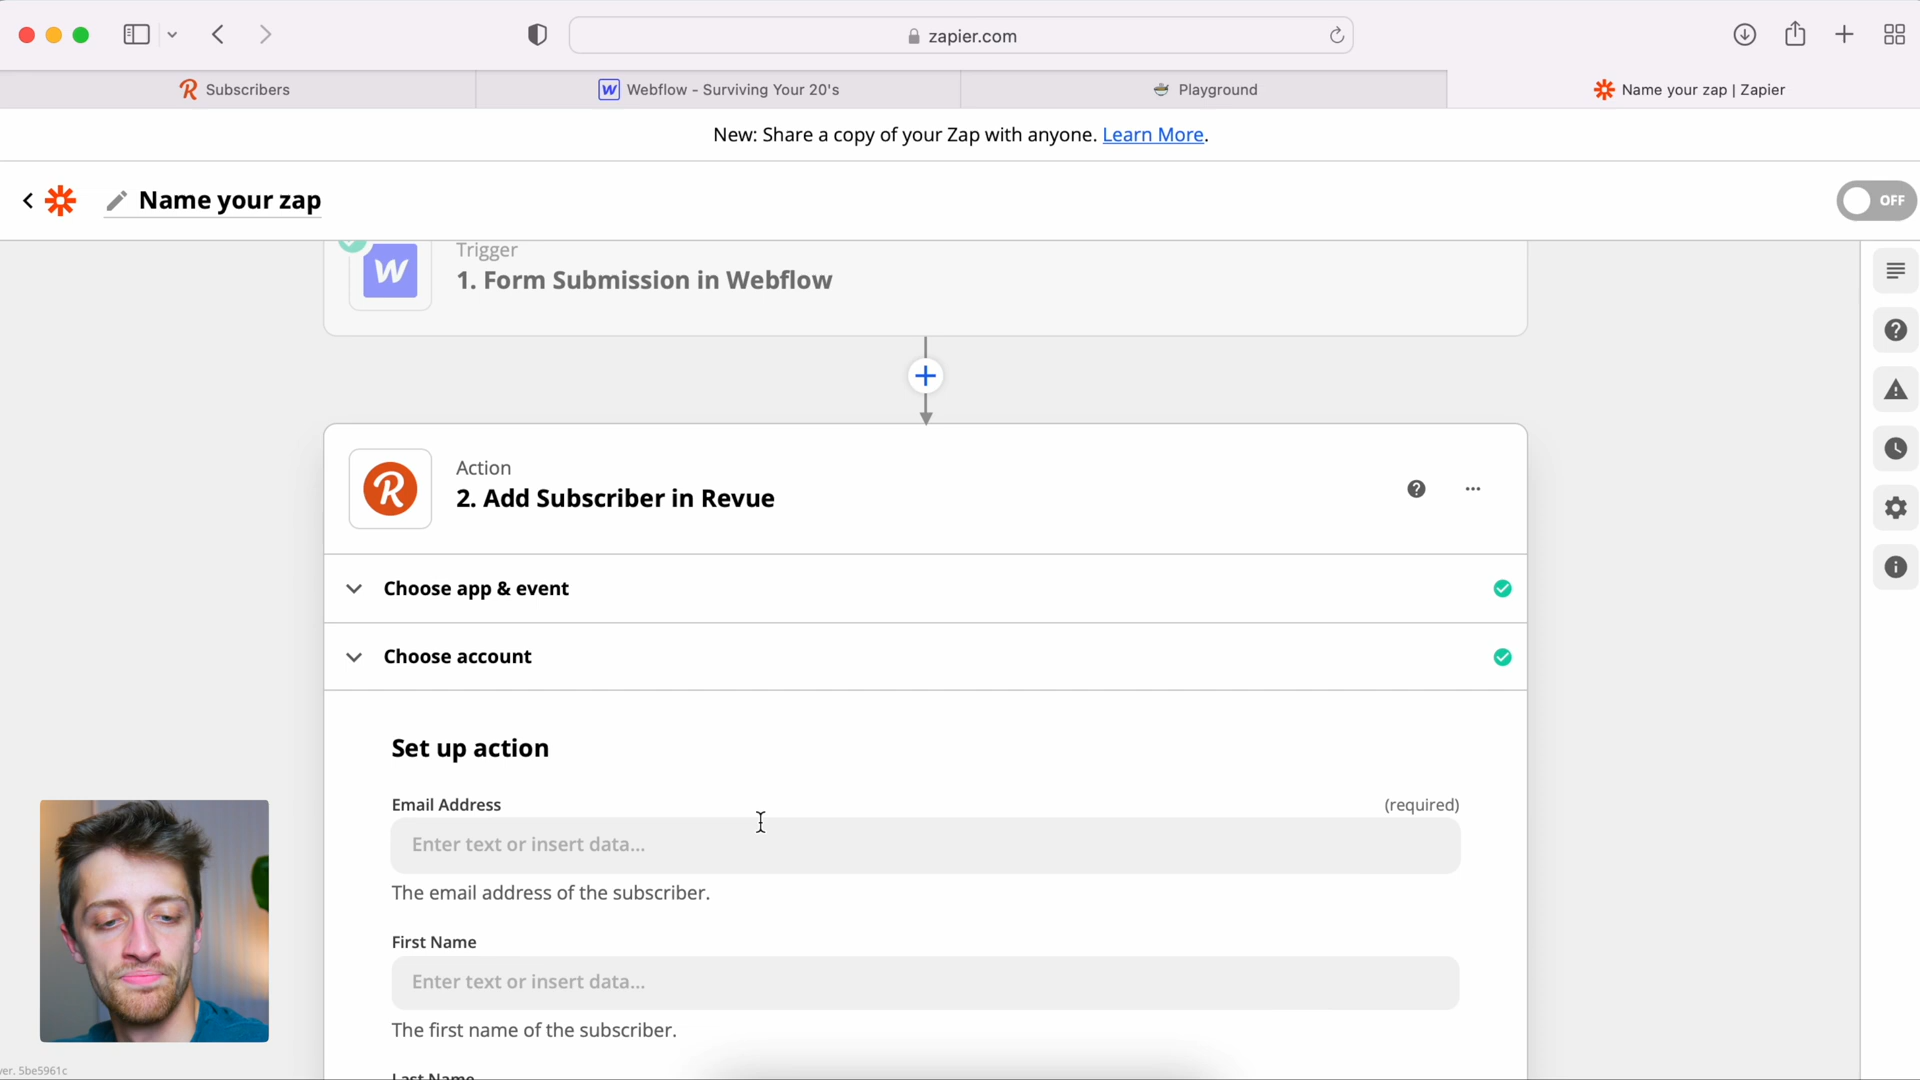 zapier.com
Subscribers
Webflow - Surviving Your 20's
Playground
Name your zap | Zapier
New: Share a copy of your Zap with anyone. Learn More.
Name your zap
OFF
Trigger
1. Form Submission in Webflow
Action
2. Add Subscriber in Revue
Choose app & event
Choose account
Set up action
Email Address
(required)
Enter text or insert data...
The email address of the subscriber.
First Name
Enter text or insert data...
The first name of the subscriber.
Last Name
ver. 5be5961c